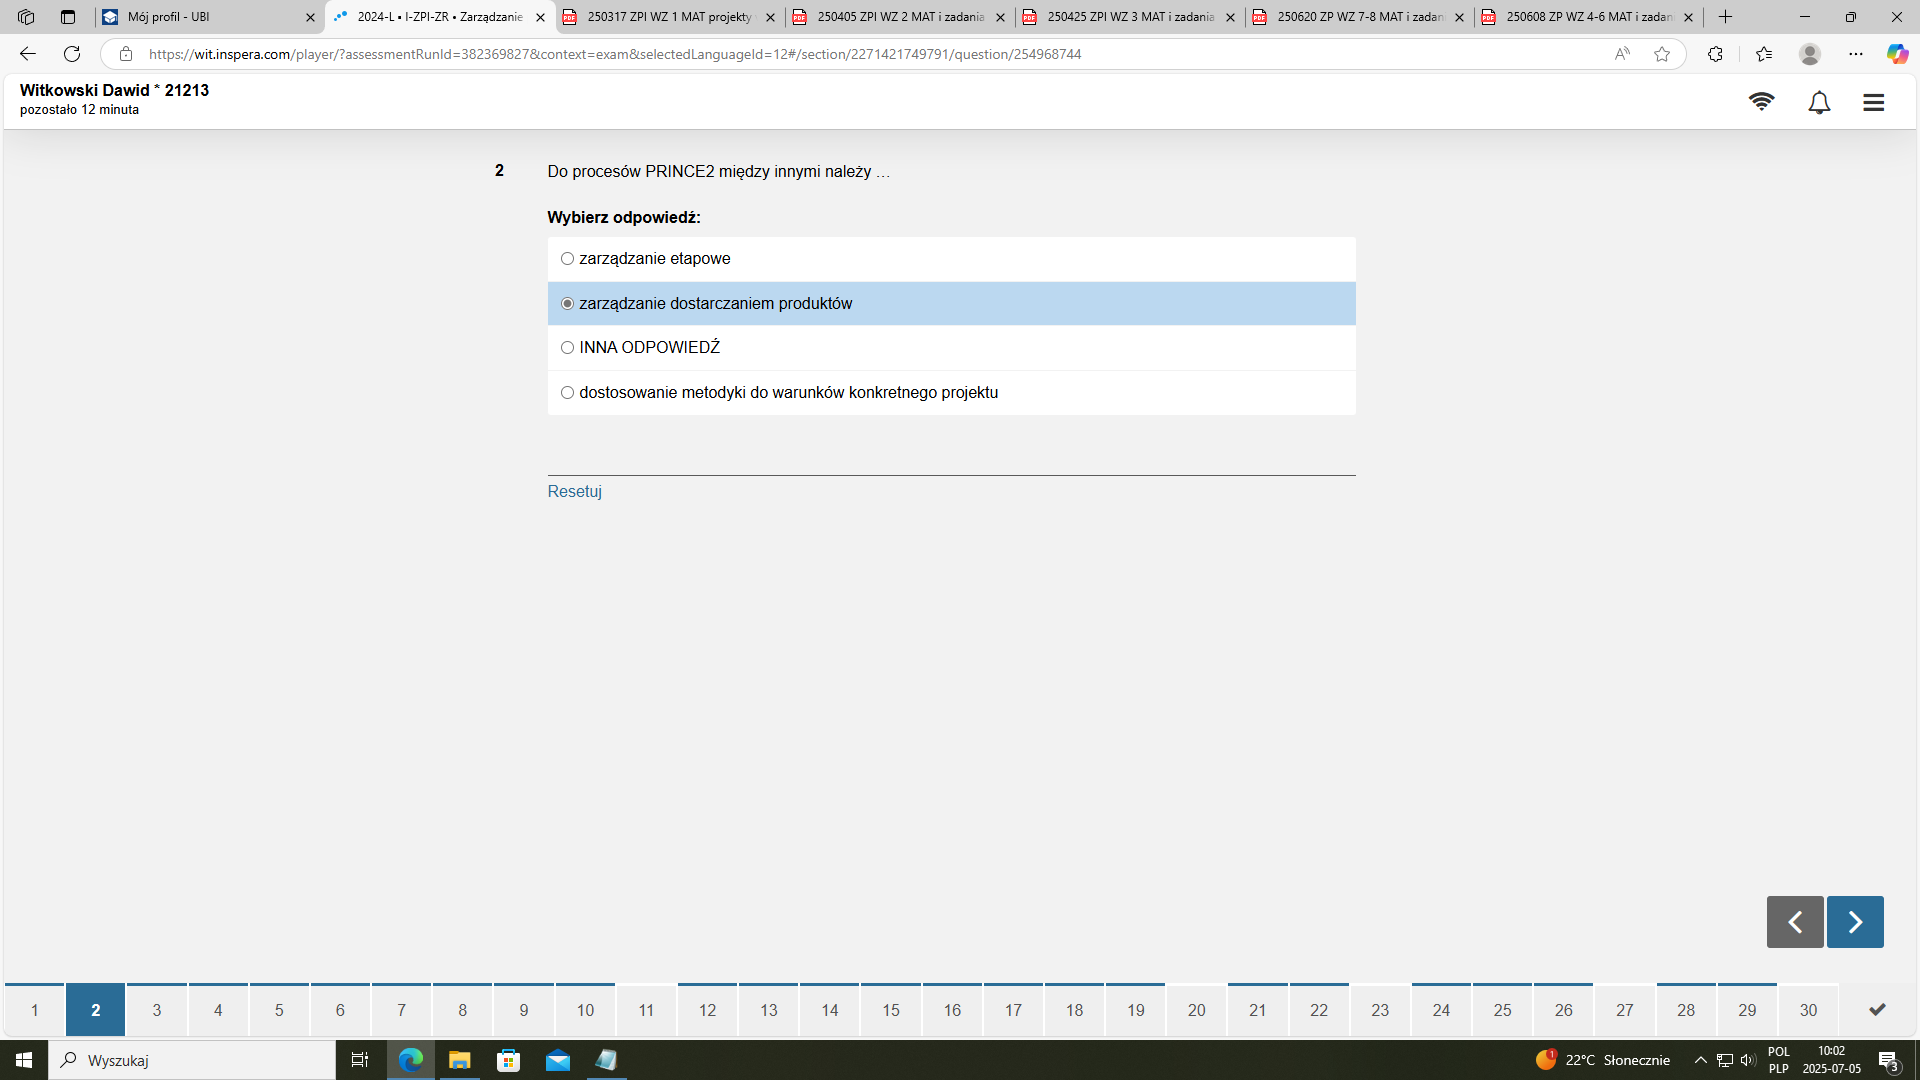 Mój profil - UBI
2024-L • I-ZPI-ZR • Zarządzanie
250317 ZPI WZ 1 MAT projekty
250405 ZPI WZ 2 MAT i zadania
250425 ZPI WZ 3 MAT i zadania
250620 ZP WZ 7-8 MAT i zadan
250608 ZP WZ 4-6 MAT i zadan
https://wit.inspera.com/player/?assessmentRunId=382369827&context=exam&selectedLanguageId=12#/section/2271421749791/question/254968744
Witkowski Dawid * 21213
pozostało 12 minuta
2
Do procesów PRINCE2 między innymi należy …
Wybierz odpowiedź:
zarządzanie etapowe
zarządzanie dostarczaniem produktów
INNA ODPOWIEDŹ
dostosowanie metodyki do warunków konkretnego projektu
Resetuj
1 2 3 4 5 6 7 8 9 10 11 12 13 14 15 16 17 18 19 20 21 22 23 24 25 26 27 28 29 30
Wyszukaj
1
22°C Słonecznie
POL
PLP
10:02
2025-07-05
3